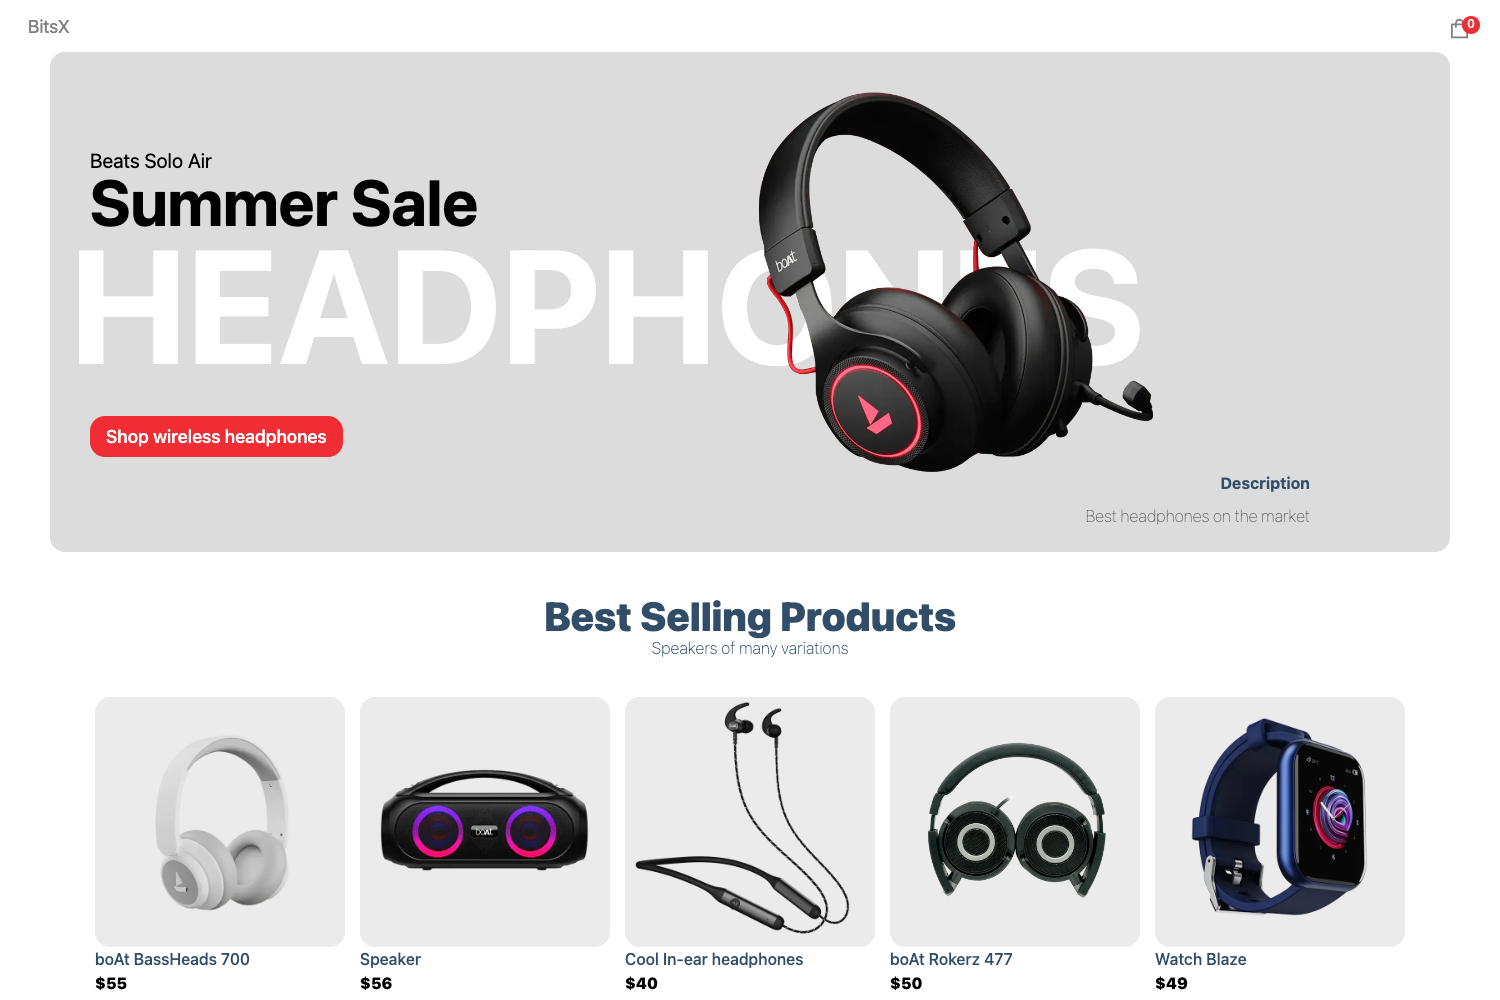 BitsX
0
Beats Solo Air
Summer Sale
HEADPHONES
boAt
Shop wireless headphones
Description
Best headphones on the market
Best Selling Products
Speakers of many variations
boAt
boAt BassHeads 700
$55
Speaker
$56
Cool In-ear headphones
$40
boAt Rokerz 477
$50
Watch Blaze
$49